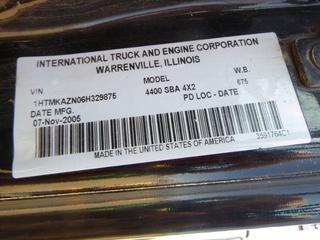 INTERNATIONAL TRUCK AND ENGINE CORPORATION
WARRENVILLE, ILLINOIS
VIN MODEL W.B.
1HTMKAZN06H329875 4400 SBA 4X2 675
DATE MFG. PD LOC - DATE
07-Nov-2005
3591764C1
MADE IN THE UNITED STATES OF AMERICA